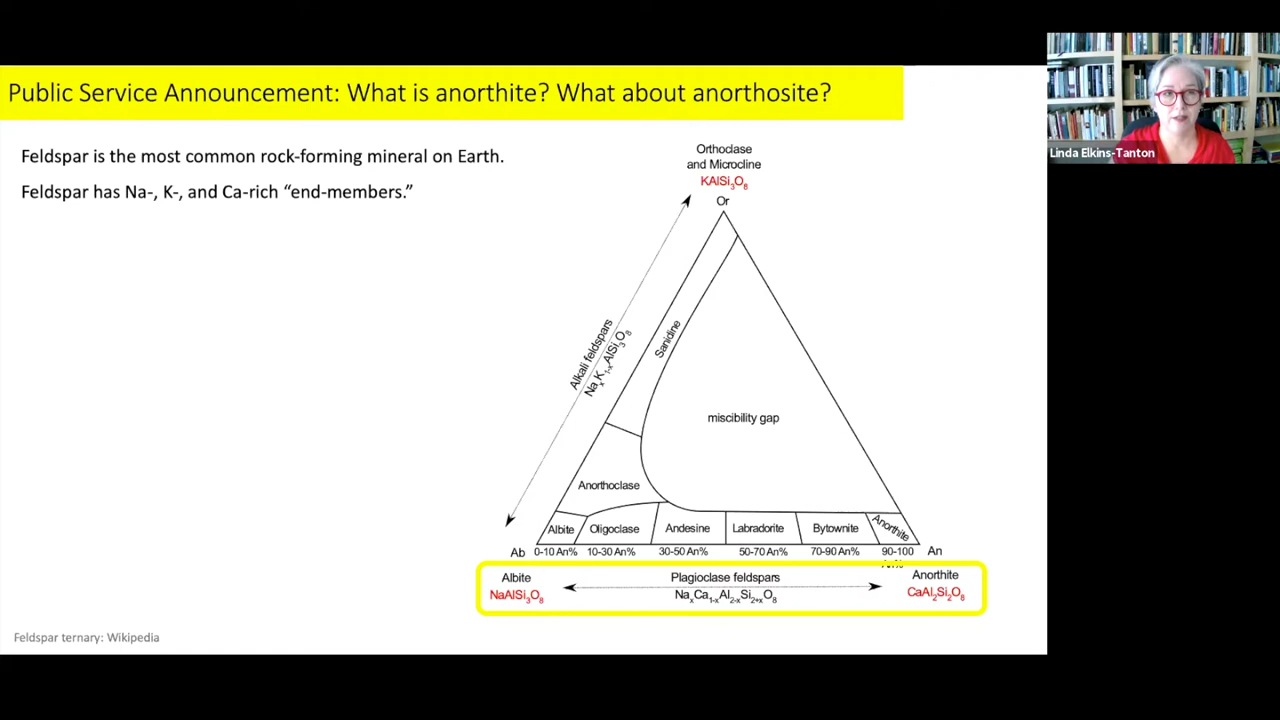 Public Service Announcement: What is anorthite? What about anorthosite?
Linda Elkins-Tanton
Feldspar is the most common rock-forming mineral on Earth.
Feldspar has Na-, K-, and Ca-rich “end-members.”
Orthoclase
and Microcline
KAlSi₃O₈
Or
Alkali feldspars
NaₓK₁₋ₓAlSi₃O₈
Sanidine
miscibility gap
Anorthoclase
Albite
Oligoclase
Andesine
Labradorite
Bytownite
Anorthite
Ab
0-10 An%
10-30 An%
30-50 An%
50-70 An%
70-90 An%
90-100
An%
An
Albite
NaAlSi₃O₈
Plagioclase feldspars
NaₓCa₁₋ₓAl₂₋ₓSi₂₊ₓO₈
Anorthite
CaAl₂Si₂O₈
Feldspar ternary: Wikipedia